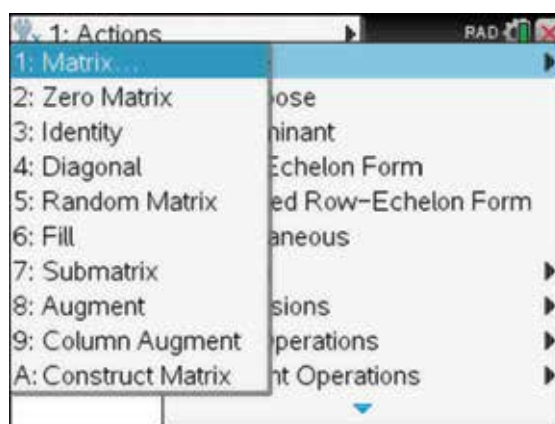 1: Actions RAD
1: Matrix...
2: Zero Matrix
3: Identity
4: Diagonal
5: Random Matrix
6: Fill
7: Submatrix
8: Augment
9: Column Augment
A: Construct Matrix
ose
ninant
Echelon Form
ed Row-Echelon Form
aneous
sions
perations
nt Operations